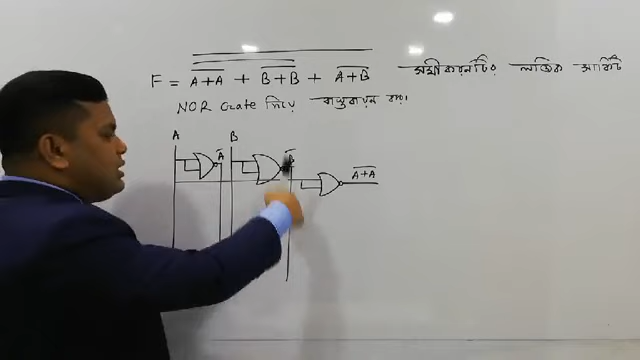 F = A+A + B+B + A+B সমীকরণটির লজিক সার্কিট
NOR Gate দিয়ে বাস্তবায়ন কর।
A B
Ā
A+A